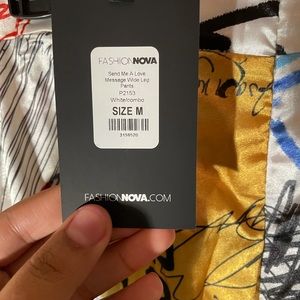 FASHIONNOVA
Send Me A Love
Message Wide Leg
Pants
P2153
White/combo
SIZE M
FASHIONNOVA.COM